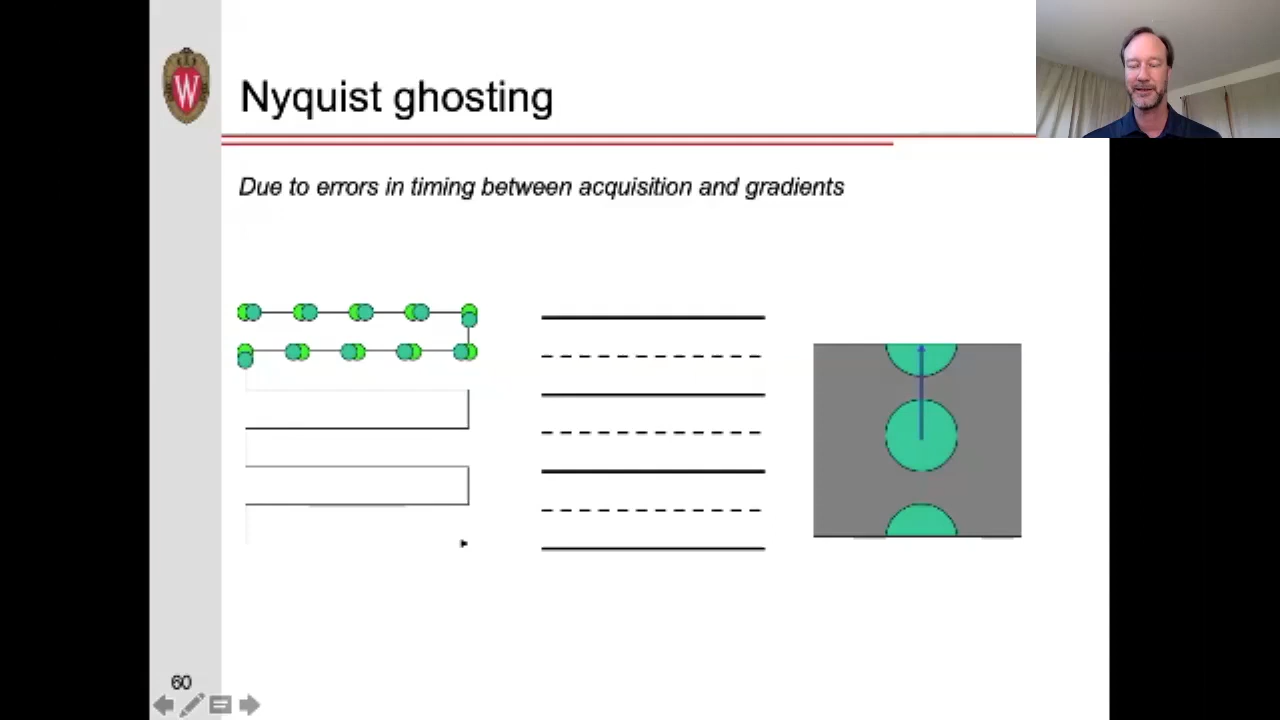 W
Nyquist ghosting
Due to errors in timing between acquisition and gradients
60